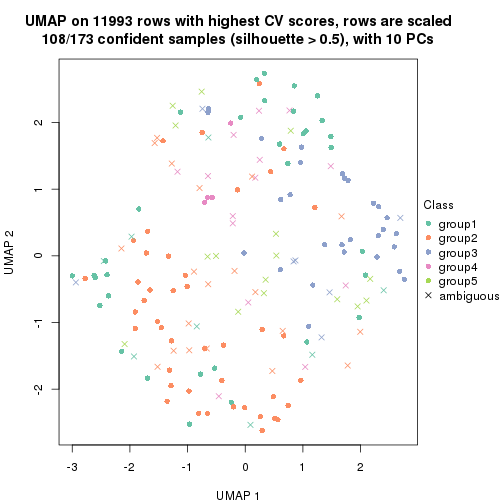 UMAP on 11993 rows with highest CV scores, rows are scaled
108/173 confident samples (silhouette > 0.5), with 10 PCs
2
1
0
-1
-2
UMAP 2
-3
-2
-1
0
1
2
UMAP 1
Class
group1
group2
group3
group4
group5
ambiguous